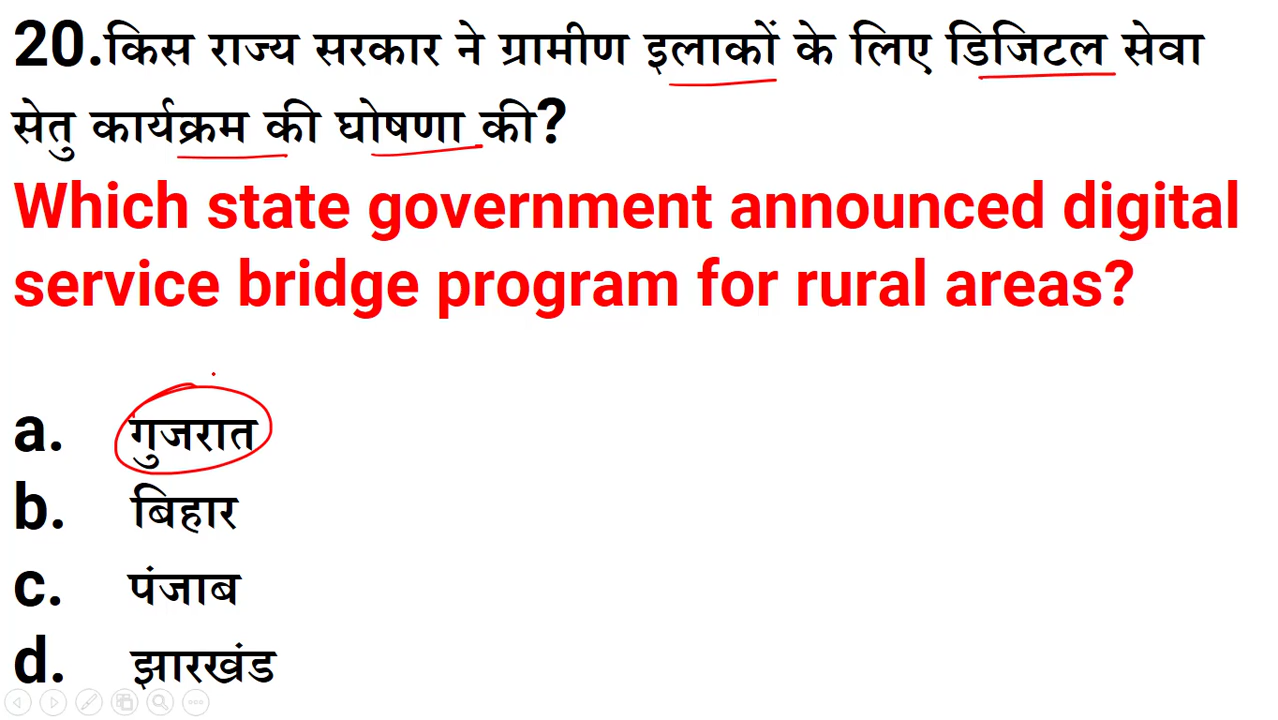 20.किस राज्य सरकार ने ग्रामीण इलाकों के लिए डिजिटल सेवा
सेतु कार्यक्रम की घोषणा की?
Which state government announced digital
service bridge program for rural areas?
a. गुजरात
b. बिहार
c. पंजाब
d. झारखंड